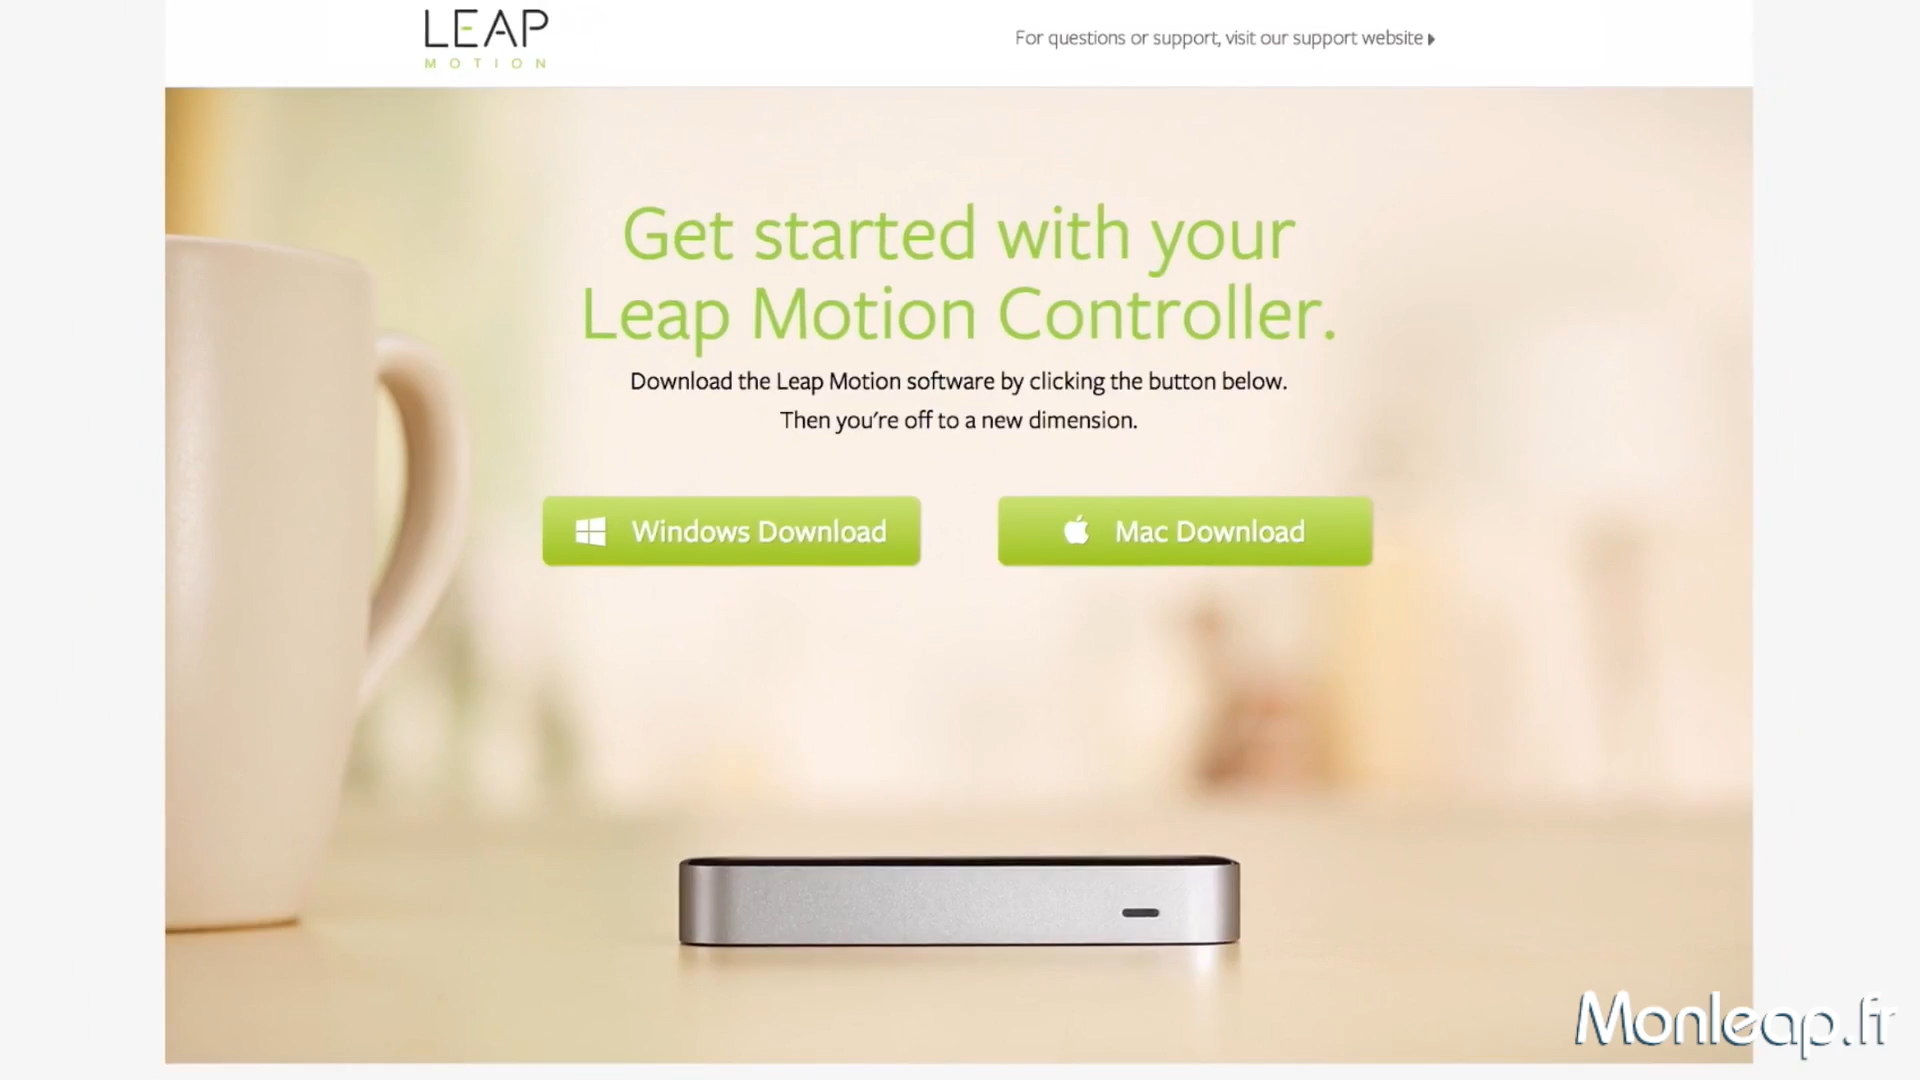 LEAP
MOTION
For questions or support, visit our support website
Get started with your
Leap Motion Controller.
Download the Leap Motion software by clicking the button below.
Then you're off to a new dimension.
Windows Download
Mac Download
Monleap.fr